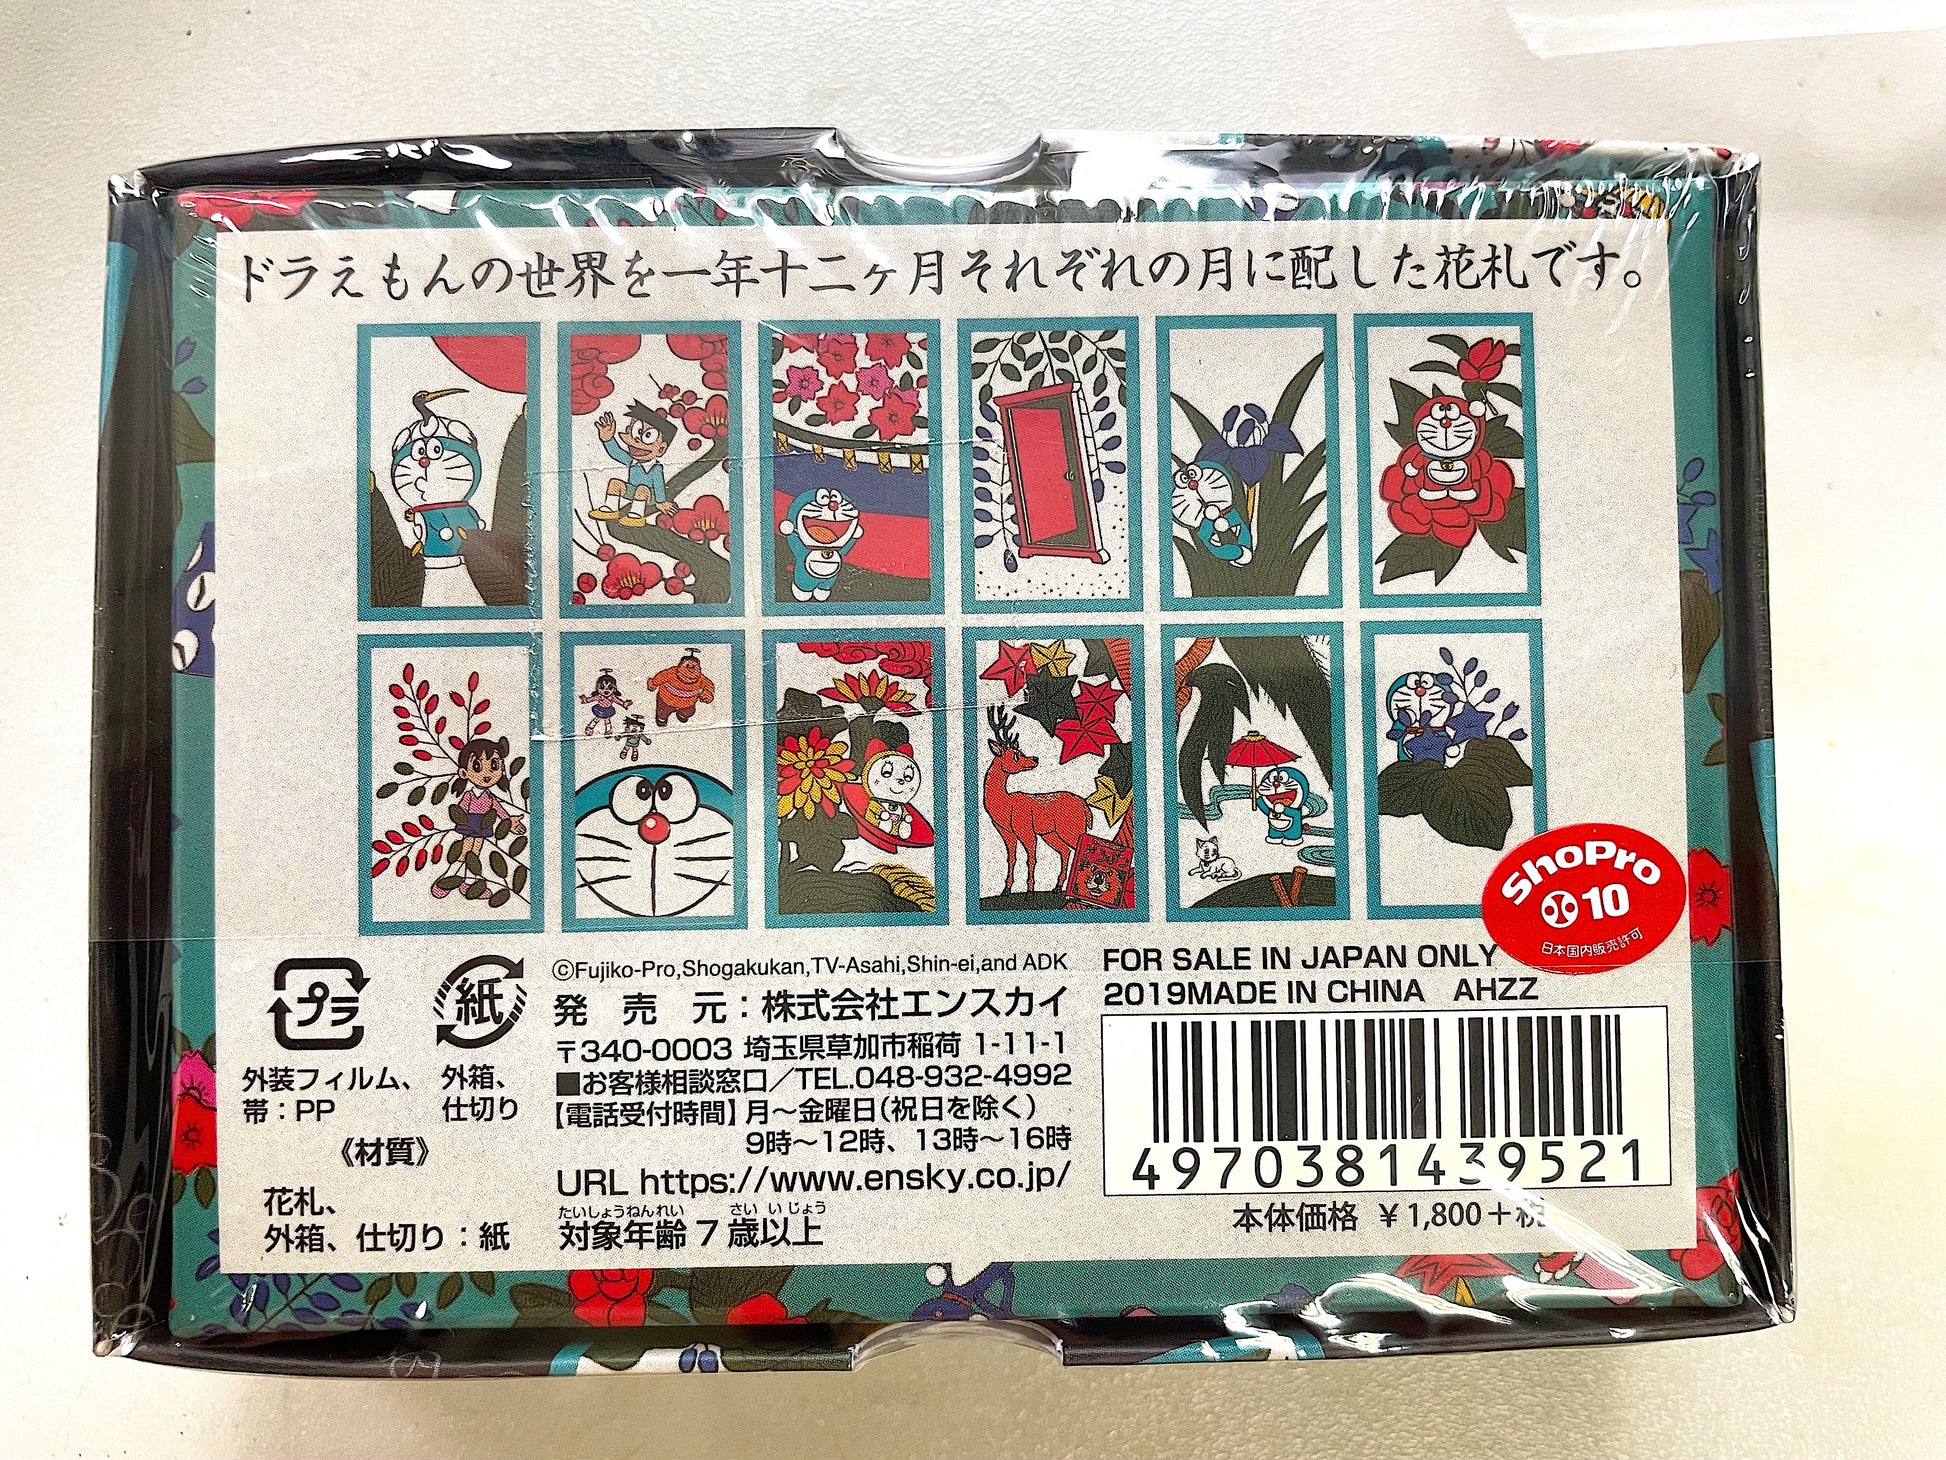 ドラえもんの世界を一年十二ヶ月それぞれの月に配した花札です。
ShoPro
10
日本国内販売許可
プラ
紙
外装フィルム、
帯：PP
外箱、
仕切り
《材質》
花札、
外箱、仕切り：紙
©Fujiko-Pro,Shogakukan,TV-Asahi,Shin-ei,and ADK
発売元：株式会社エンスカイ
〒340-0003 埼玉県草加市稲荷 1-11-1
■お客様相談窓口／TEL.048-932-4992
【電話受付時間】月～金曜日（祝日を除く）
9時～12時、13時～16時
URL https://www.ensky.co.jp/
たいしょうねんれい さい いじょう
対象年齢 7 歳以上
FOR SALE IN JAPAN ONLY
2019MADE IN CHINA AHZZ
4970381439521
本体価格 ￥1,800＋税